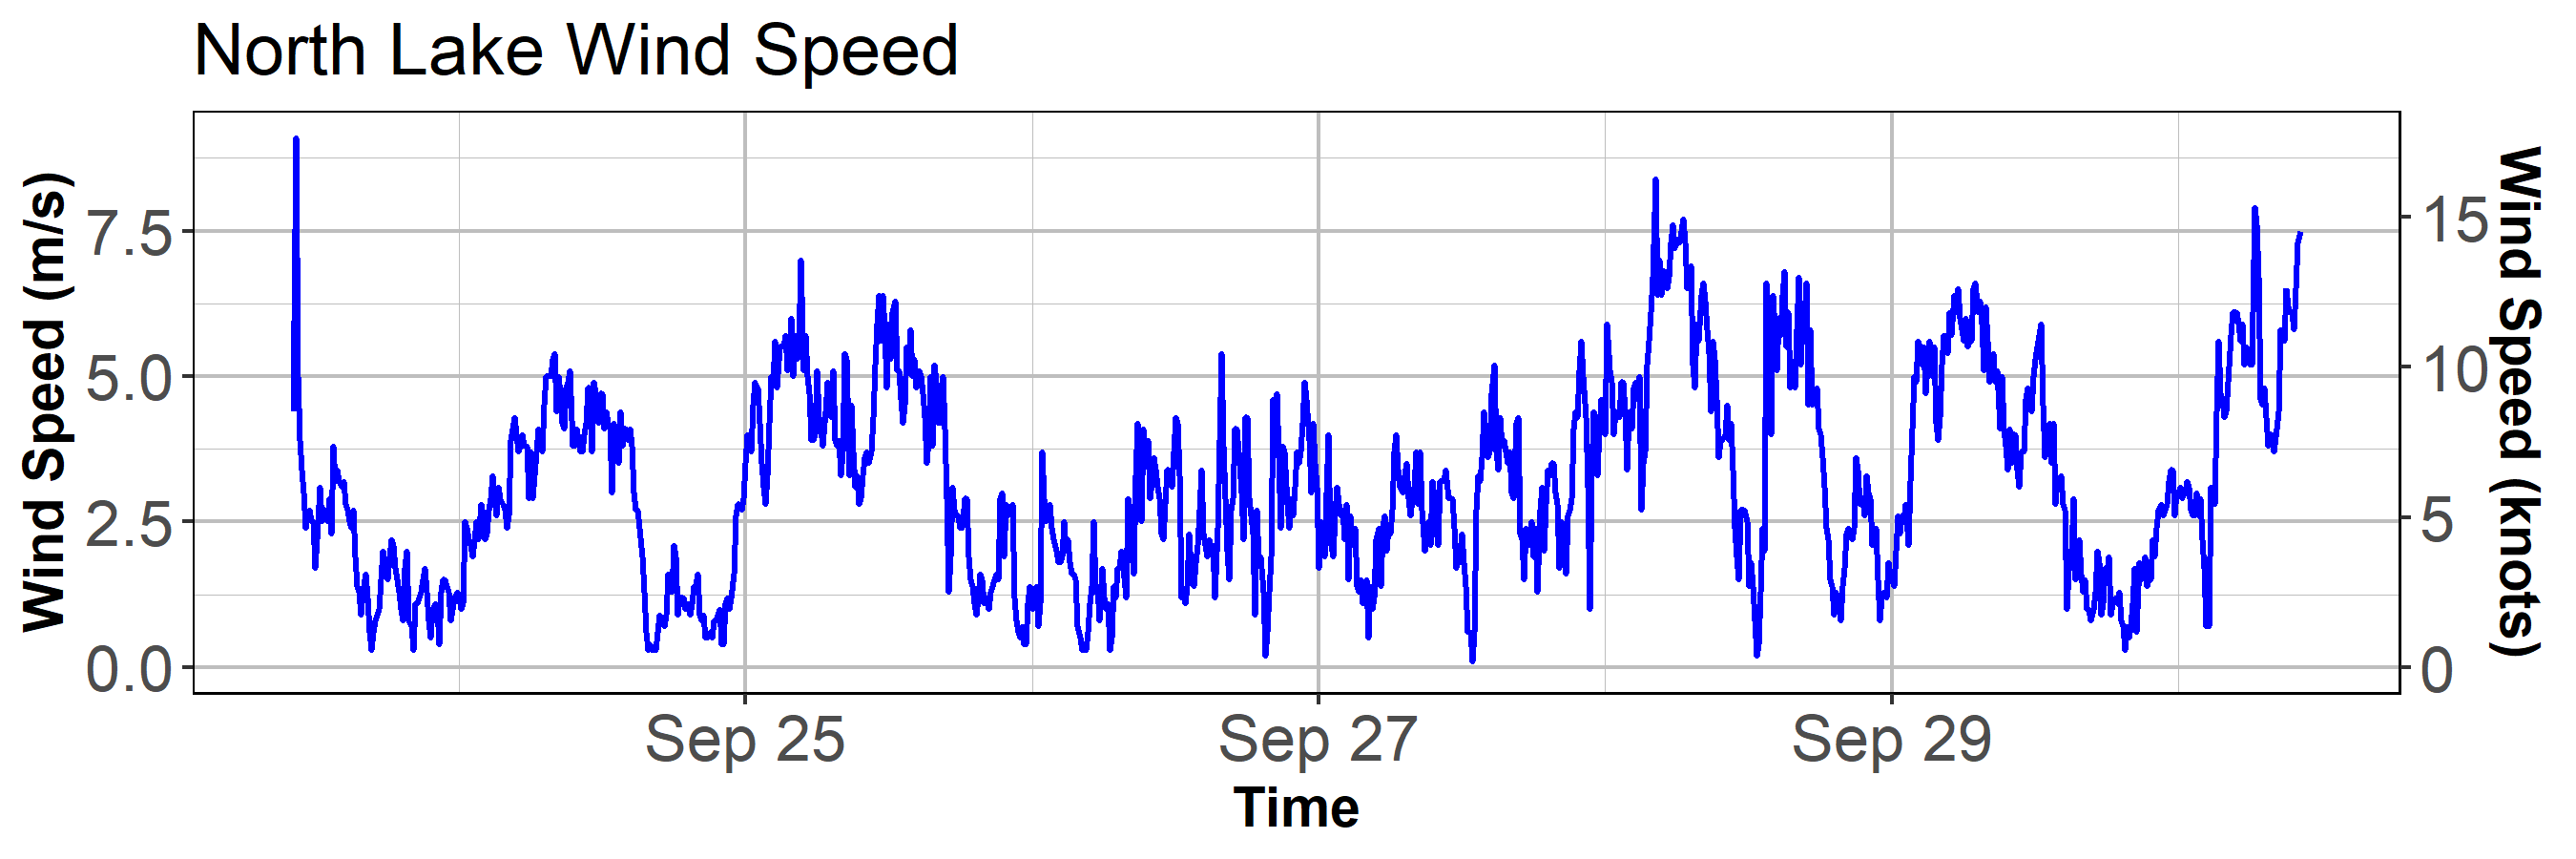 North Lake Wind Speed
Wind Speed (m/s)
7.5
5.0
2.5
0.0
15
10
5
0
Wind Speed (knots)
Sep 25
Sep 27
Sep 29
Time